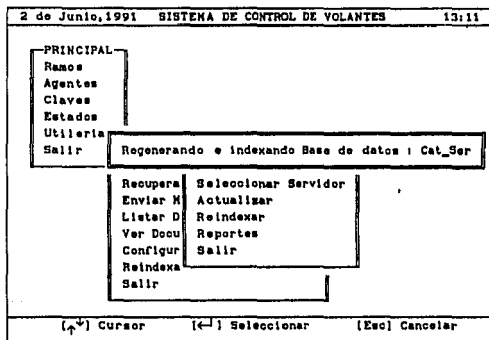 2 de Junio,1991 SISTEMA DE CONTROL DE VOLANTES 13:11
PRINCIPAL
Ramos
Agentes
Claves
Estados
Utileria
Salir
Regenerando e indexando Base de datos : Cat_Ser
Recupera
Enviar M
Listar D
Ver Docu
Configur
Reindexa
Salir
Seleccionar Servidor
Actualizar
Reindexar
Reportes
Salir
[↑↓] Cursor [←┘] Seleccionar [Esc] Cancelar